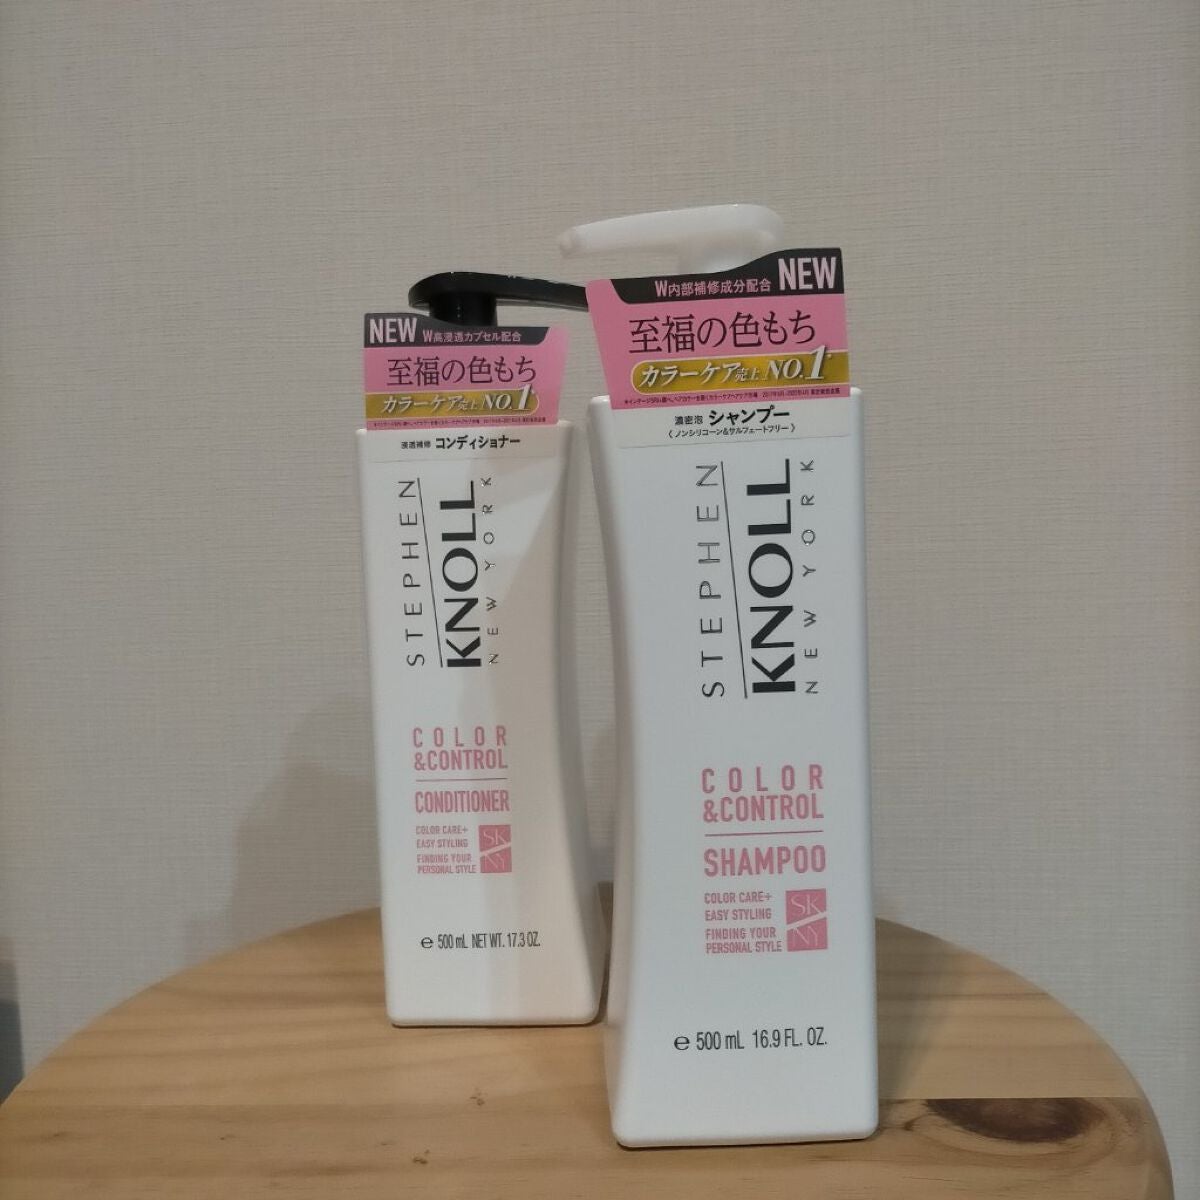 NEW W高浸透カプセル配合
至福の色もち
カラーケア売上 NO.1*
浸透補修 コンディショナー
STEPHEN
KNOLL
NEW YORK
COLOR
&CONTROL
CONDITIONER
COLOR CARE+
EASY STYLING
FINDING YOUR
PERSONAL STYLE
SK
NY
e 500 mL NET WT. 17.3 OZ.
W内部補修成分配合 NEW
至福の色もち
カラーケア売上 NO.1*
濃密泡 シャンプー
〈 ノンシリコーン&サルフェートフリー 〉
STEPHEN
KNOLL
NEW YORK
COLOR
&CONTROL
SHAMPOO
COLOR CARE+
EASY STYLING
FINDING YOUR
PERSONAL STYLE
SK
NY
e 500 mL 16.9 FL. OZ.